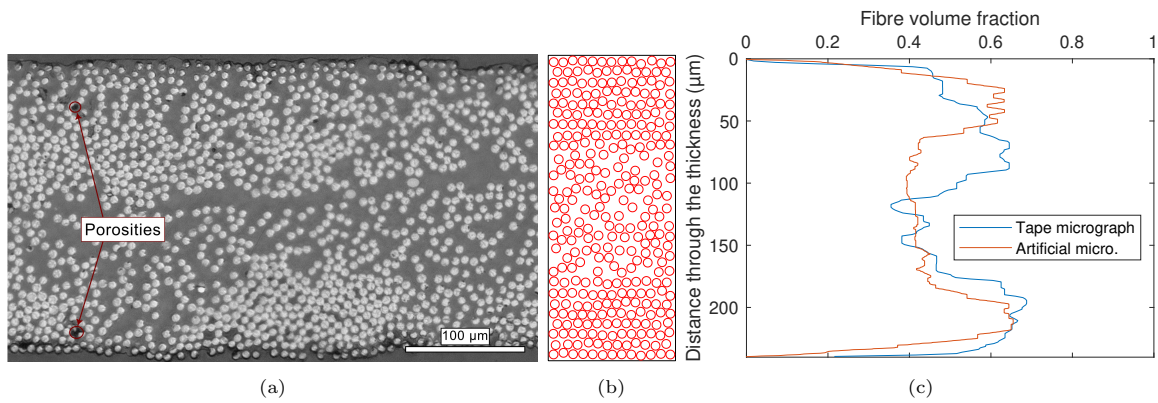 Porosities
100 μm
(a)
(b)
Fibre volume fraction
0 0.2 0.4 0.6 0.8 1
Distance through the thickness (μm)
0
50
100
150
200
Tape micrograph
Artificial micro.
(c)